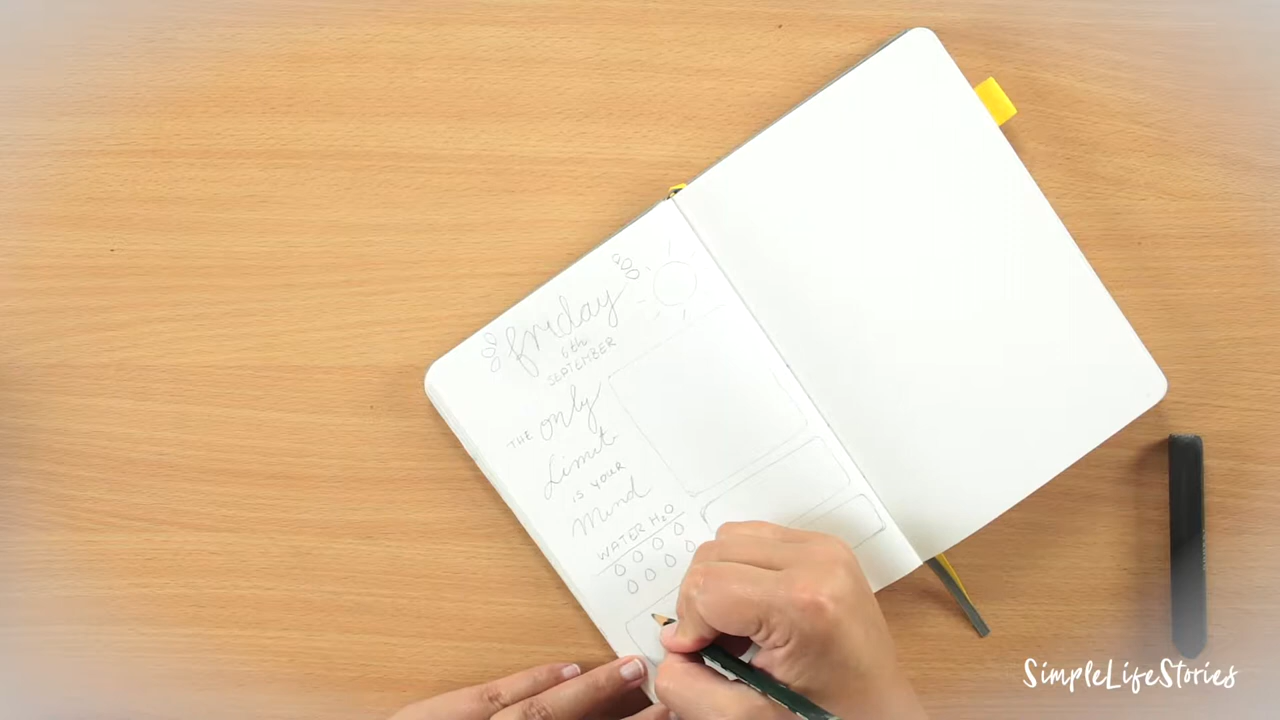 friday
6th
SEPTEMBER
THE only
Limit
IS YOUR
Mind
WATER H₂O
SimpleLifeStories